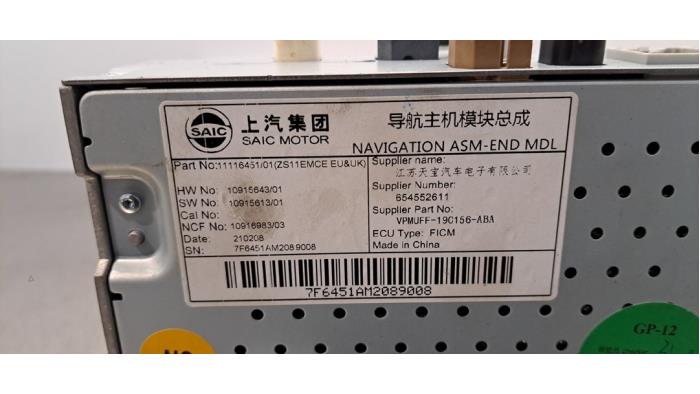 SAIC
上汽集团
SAIC MOTOR
导航主机模块总成
NAVIGATION ASM-END MDL
Part No:11116451/01(ZS11EMCE EU&UK)
HW No: 10915643/01
SW No: 10915613/01
Cal No:
NCF No: 10916983/03
Date: 210208
SN: 7F6451AM2089008
Supplier name:
江苏天宝汽车电子有限公司
Supplier Number:
654552611
Supplier Part No:
VPMUFF-19C156-ABA
ECU Type: FICM
Made in China
7F6451AM2089008
GP-12